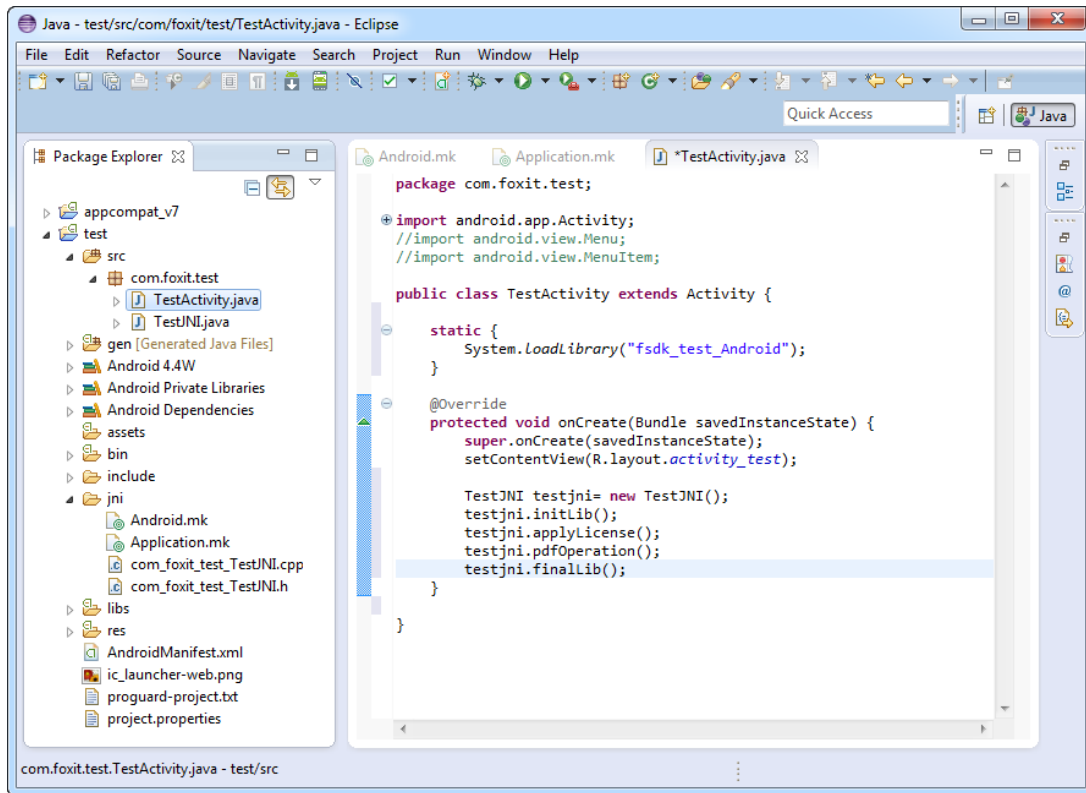 Java - test/src/com/foxit/test/TestActivity.java - Eclipse
File Edit Refactor Source Navigate Search Project Run Window Help
Quick Access
Java
Package Explorer
appcompat_v7
test
src
com.foxit.test
TestActivity.java
TestJNI.java
gen [Generated Java Files]
Android 4.4W
Android Private Libraries
Android Dependencies
assets
bin
include
jni
Android.mk
Application.mk
com_foxit_test_TestJNI.cpp
com_foxit_test_TestJNI.h
libs
res
AndroidManifest.xml
ic_launcher-web.png
proguard-project.txt
project.properties
Android.mk Application.mk *TestActivity.java
package com.foxit.test;
import android.app.Activity;
//import android.view.Menu;
//import android.view.MenuItem;
public class TestActivity extends Activity {
static {
System.loadLibrary("fsdk_test_Android");
}
@Override
protected void onCreate(Bundle savedInstanceState) {
super.onCreate(savedInstanceState);
setContentView(R.layout.activity_test);
TestJNI testjni= new TestJNI();
testjni.initLib();
testjni.applyLicense();
testjni.pdfOperation();
testjni.finalLib();
}
}
com.foxit.test.TestActivity.java - test/src